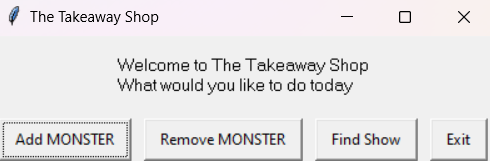 The Takeaway Shop
Welcome to The Takeaway Shop
What would you like to do today
Add MONSTER
Remove MONSTER
Find Show
Exit